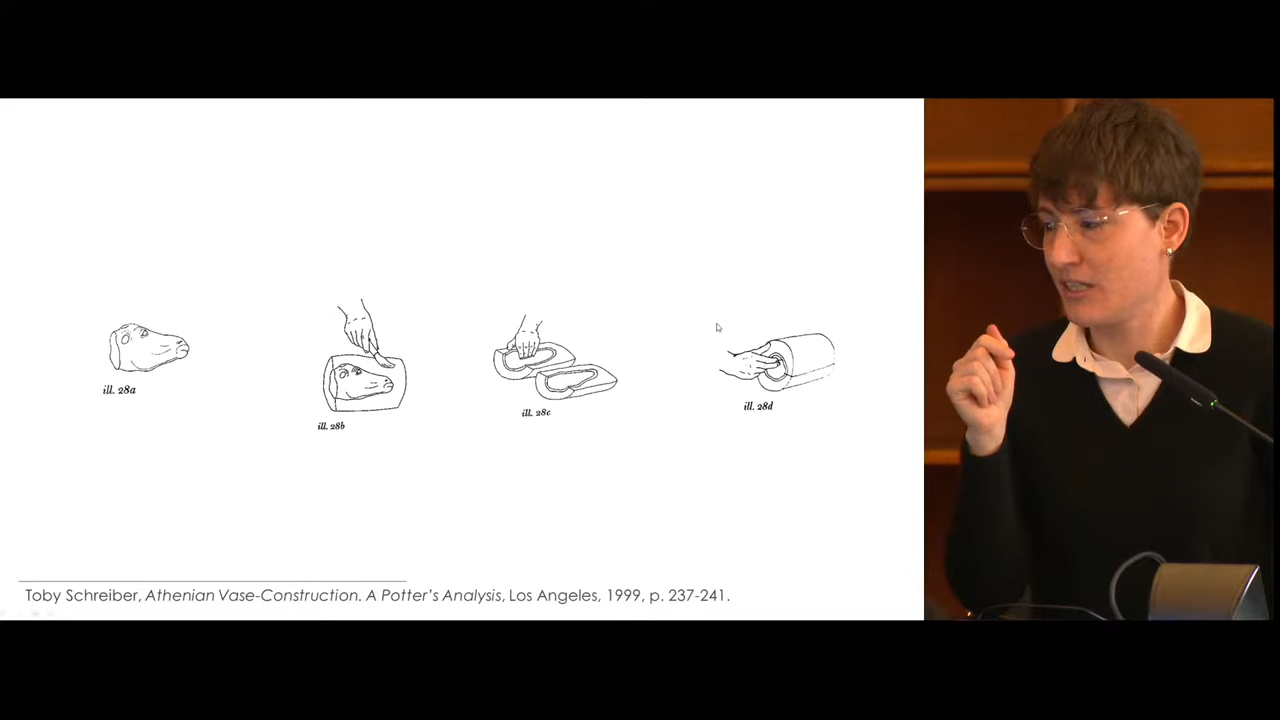 ill. 28a
ill. 28b
ill. 28c
ill. 28d
Toby Schreiber, Athenian Vase-Construction. A Potter's Analysis, Los Angeles, 1999, p. 237-241.